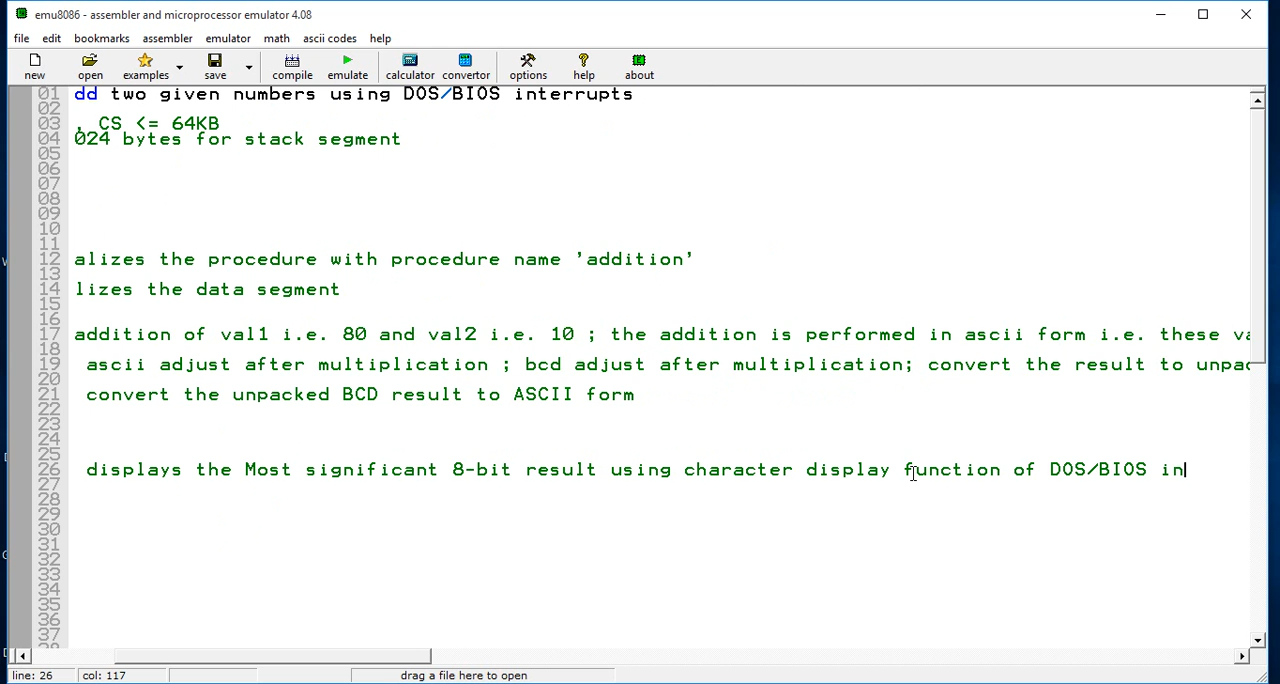 emu8086 - assembler and microprocessor emulator 4.08
file edit bookmarks assembler emulator math ascii codes help
new open examples save compile emulate calculator convertor options help about
01 dd two given numbers using DOS/BIOS interrupts
02
03 , CS <= 64KB
04 024 bytes for stack segment
05
06
07
08
09
10
11
12 alizes the procedure with procedure name 'addition'
13
14 lizes the data segment
15
16
17 addition of val1 i.e. 80 and val2 i.e. 10 ; the addition is performed in ascii form i.e. these va
18
19 ascii adjust after multiplication ; bcd adjust after multiplication; convert the result to unpac
20
21 convert the unpacked BCD result to ASCII form
22
23
24
25
26 displays the Most significant 8-bit result using character display function of DOS/BIOS in
27
28
29
30
31
32
33
34
35
36
37
line: 26 col: 117 drag a file here to open